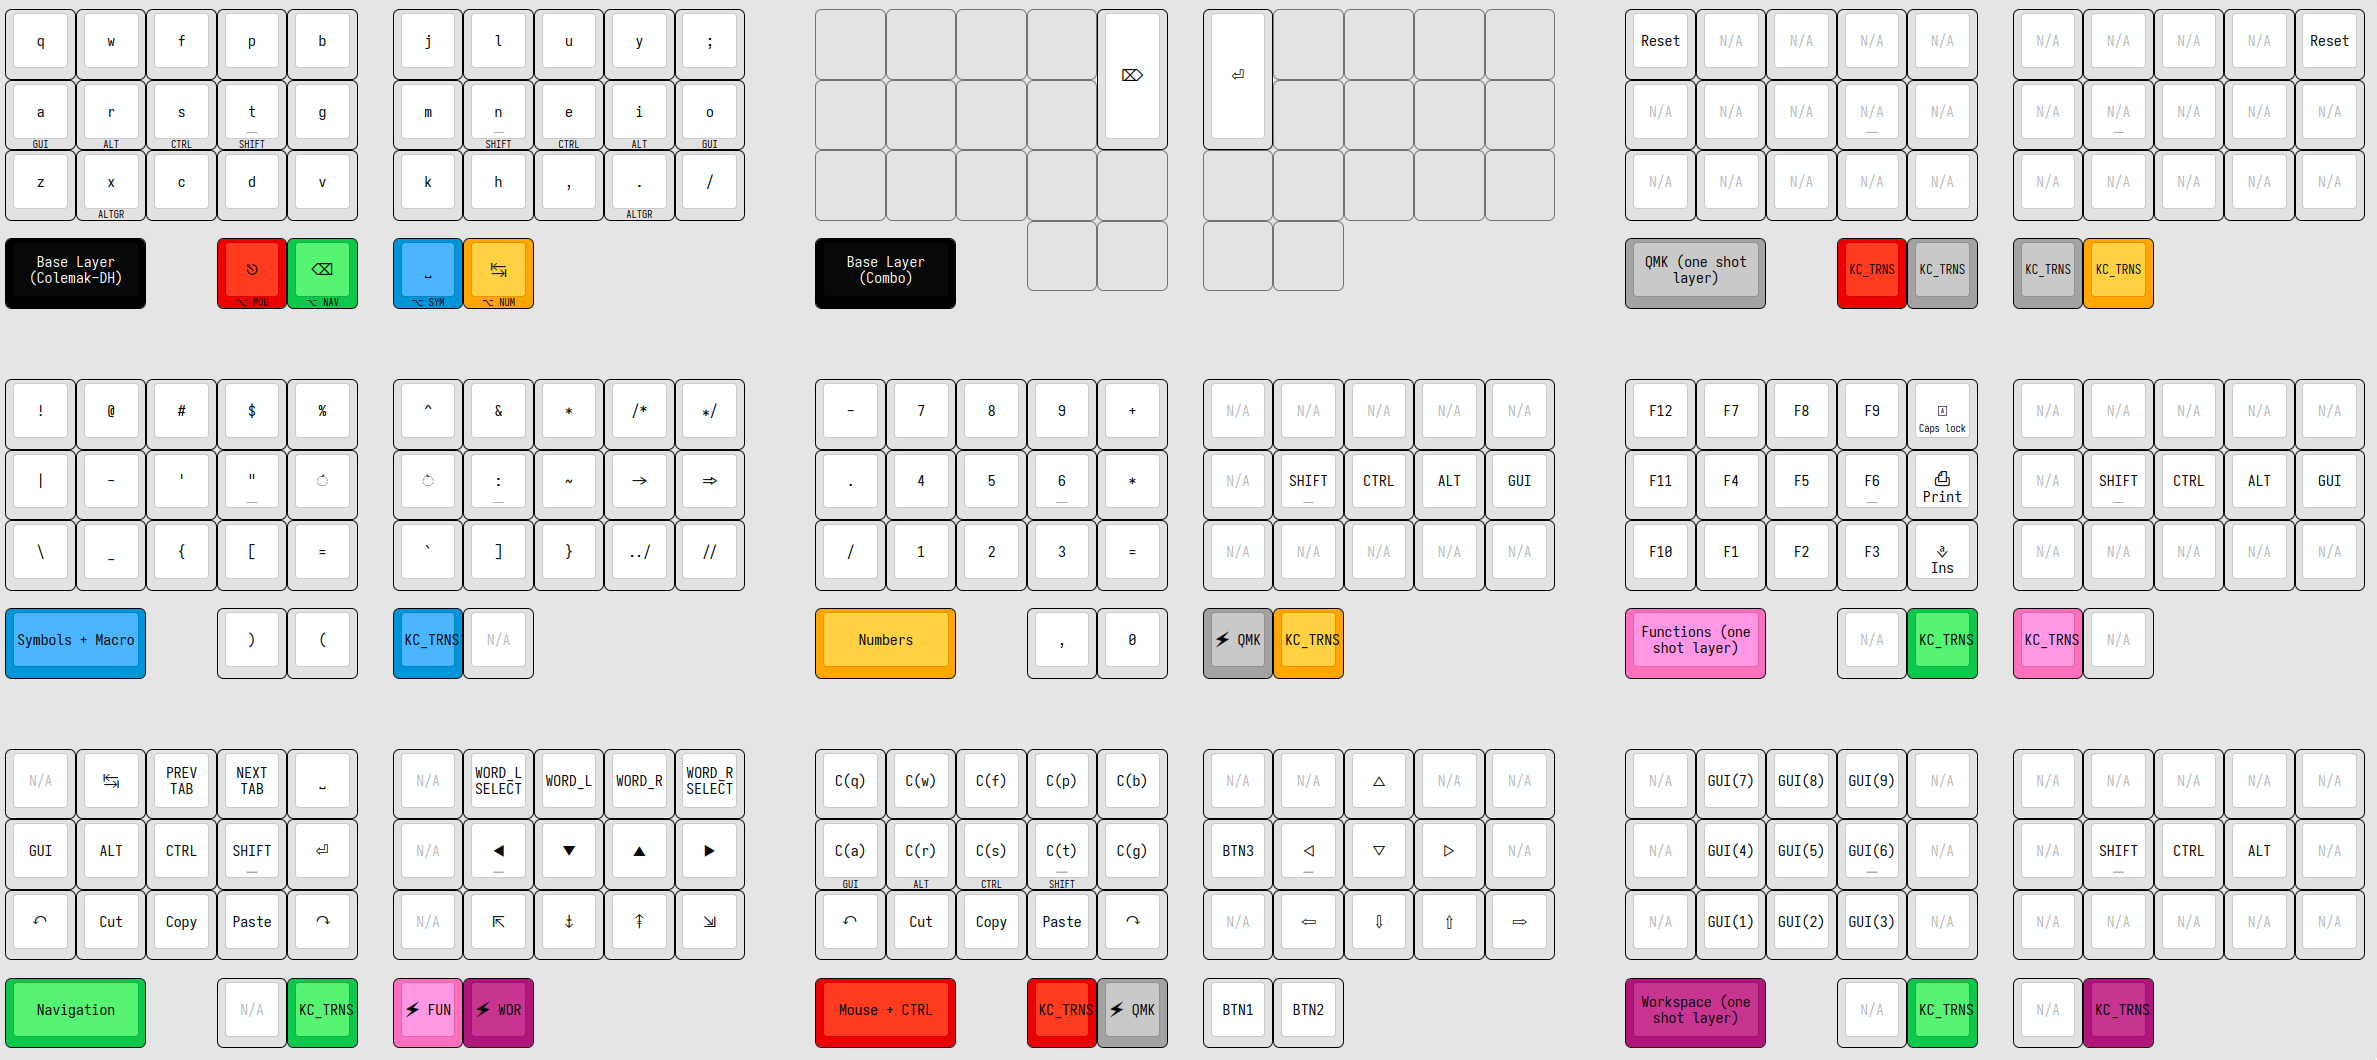 q w f p b j l u y ;
a r s t g m n e i o
GUI ALT CTRL SHIFT SHIFT CTRL ALT GUI
z x c d v k h , . /
ALTGR ALTGR
Base Layer
(Colemak-DH)
⎋ ⌫ ␣ ↹
⌥ MOU ⌥ NAV ⌥ SYM ⌥ NUM
⌦ ⏎
Base Layer
(Combo)
Reset N/A N/A N/A N/A N/A N/A N/A N/A Reset
N/A N/A N/A N/A N/A N/A N/A N/A N/A N/A
N/A N/A N/A N/A N/A N/A N/A N/A N/A N/A
QMK (one shot
layer)
KC_TRNS KC_TRNS KC_TRNS KC_TRNS
! @ # $ % ^ & * /* */
| - ' " : ~ → ⇒
\ _ { [ = ` ] } ../ //
Symbols + Macro ) ( KC_TRNS N/A
- 7 8 9 + N/A N/A N/A N/A N/A
. 4 5 6 * N/A SHIFT CTRL ALT GUI
/ 1 2 3 = N/A N/A N/A N/A N/A
Numbers , 0 ⚡ QMK KC_TRNS
F12 F7 F8 F9 N/A N/A N/A N/A N/A
Caps lock
F11 F4 F5 F6 ⎙ N/A SHIFT CTRL ALT GUI
Print
F10 F1 F2 F3 N/A N/A N/A N/A N/A
Ins
Functions (one
shot layer)
N/A KC_TRNS KC_TRNS N/A
N/A ↹ PREV NEXT ␣ N/A WORD_L WORD_L WORD_R WORD_R
TAB TAB SELECT SELECT
GUI ALT CTRL SHIFT ⏎ N/A ◀ ▼ ▲ ▶
⤺ Cut Copy Paste ⤼ N/A ⇱ ⇟ ⇞ ⇲
Navigation N/A KC_TRNS ⚡ FUN ⚡ WOR
C(q) C(w) C(f) C(p) C(b) N/A N/A △ N/A N/A
C(a) C(r) C(s) C(t) C(g) BTN3 ◁ ▽ ▷ N/A
GUI ALT CTRL SHIFT
⤺ Cut Copy Paste ⤼ N/A ⇦ ⇩ ⇧ ⇨
Mouse + CTRL KC_TRNS ⚡ QMK BTN1 BTN2
N/A GUI(7) GUI(8) GUI(9) N/A N/A N/A N/A N/A N/A
N/A GUI(4) GUI(5) GUI(6) N/A N/A SHIFT CTRL ALT N/A
N/A GUI(1) GUI(2) GUI(3) N/A N/A N/A N/A N/A N/A
Workspace (one
shot layer)
N/A KC_TRNS N/A KC_TRNS